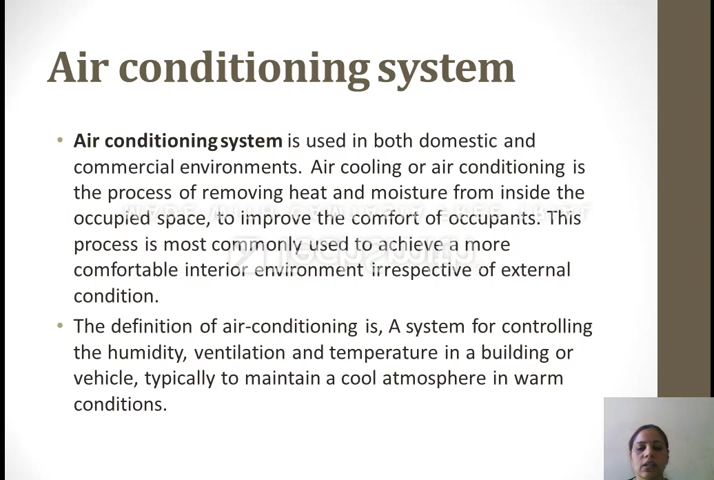 Air conditioning system
• Air conditioning system is used in both domestic and
commercial environments. Air cooling or air conditioning is
the process of removing heat and moisture from inside the
occupied space, to improve the comfort of occupants. This
process is most commonly used to achieve a more
comfortable interior environment irrespective of external
condition.
• The definition of air-conditioning is, A system for controlling
the humidity, ventilation and temperature in a building or
vehicle, typically to maintain a cool atmosphere in warm
conditions.